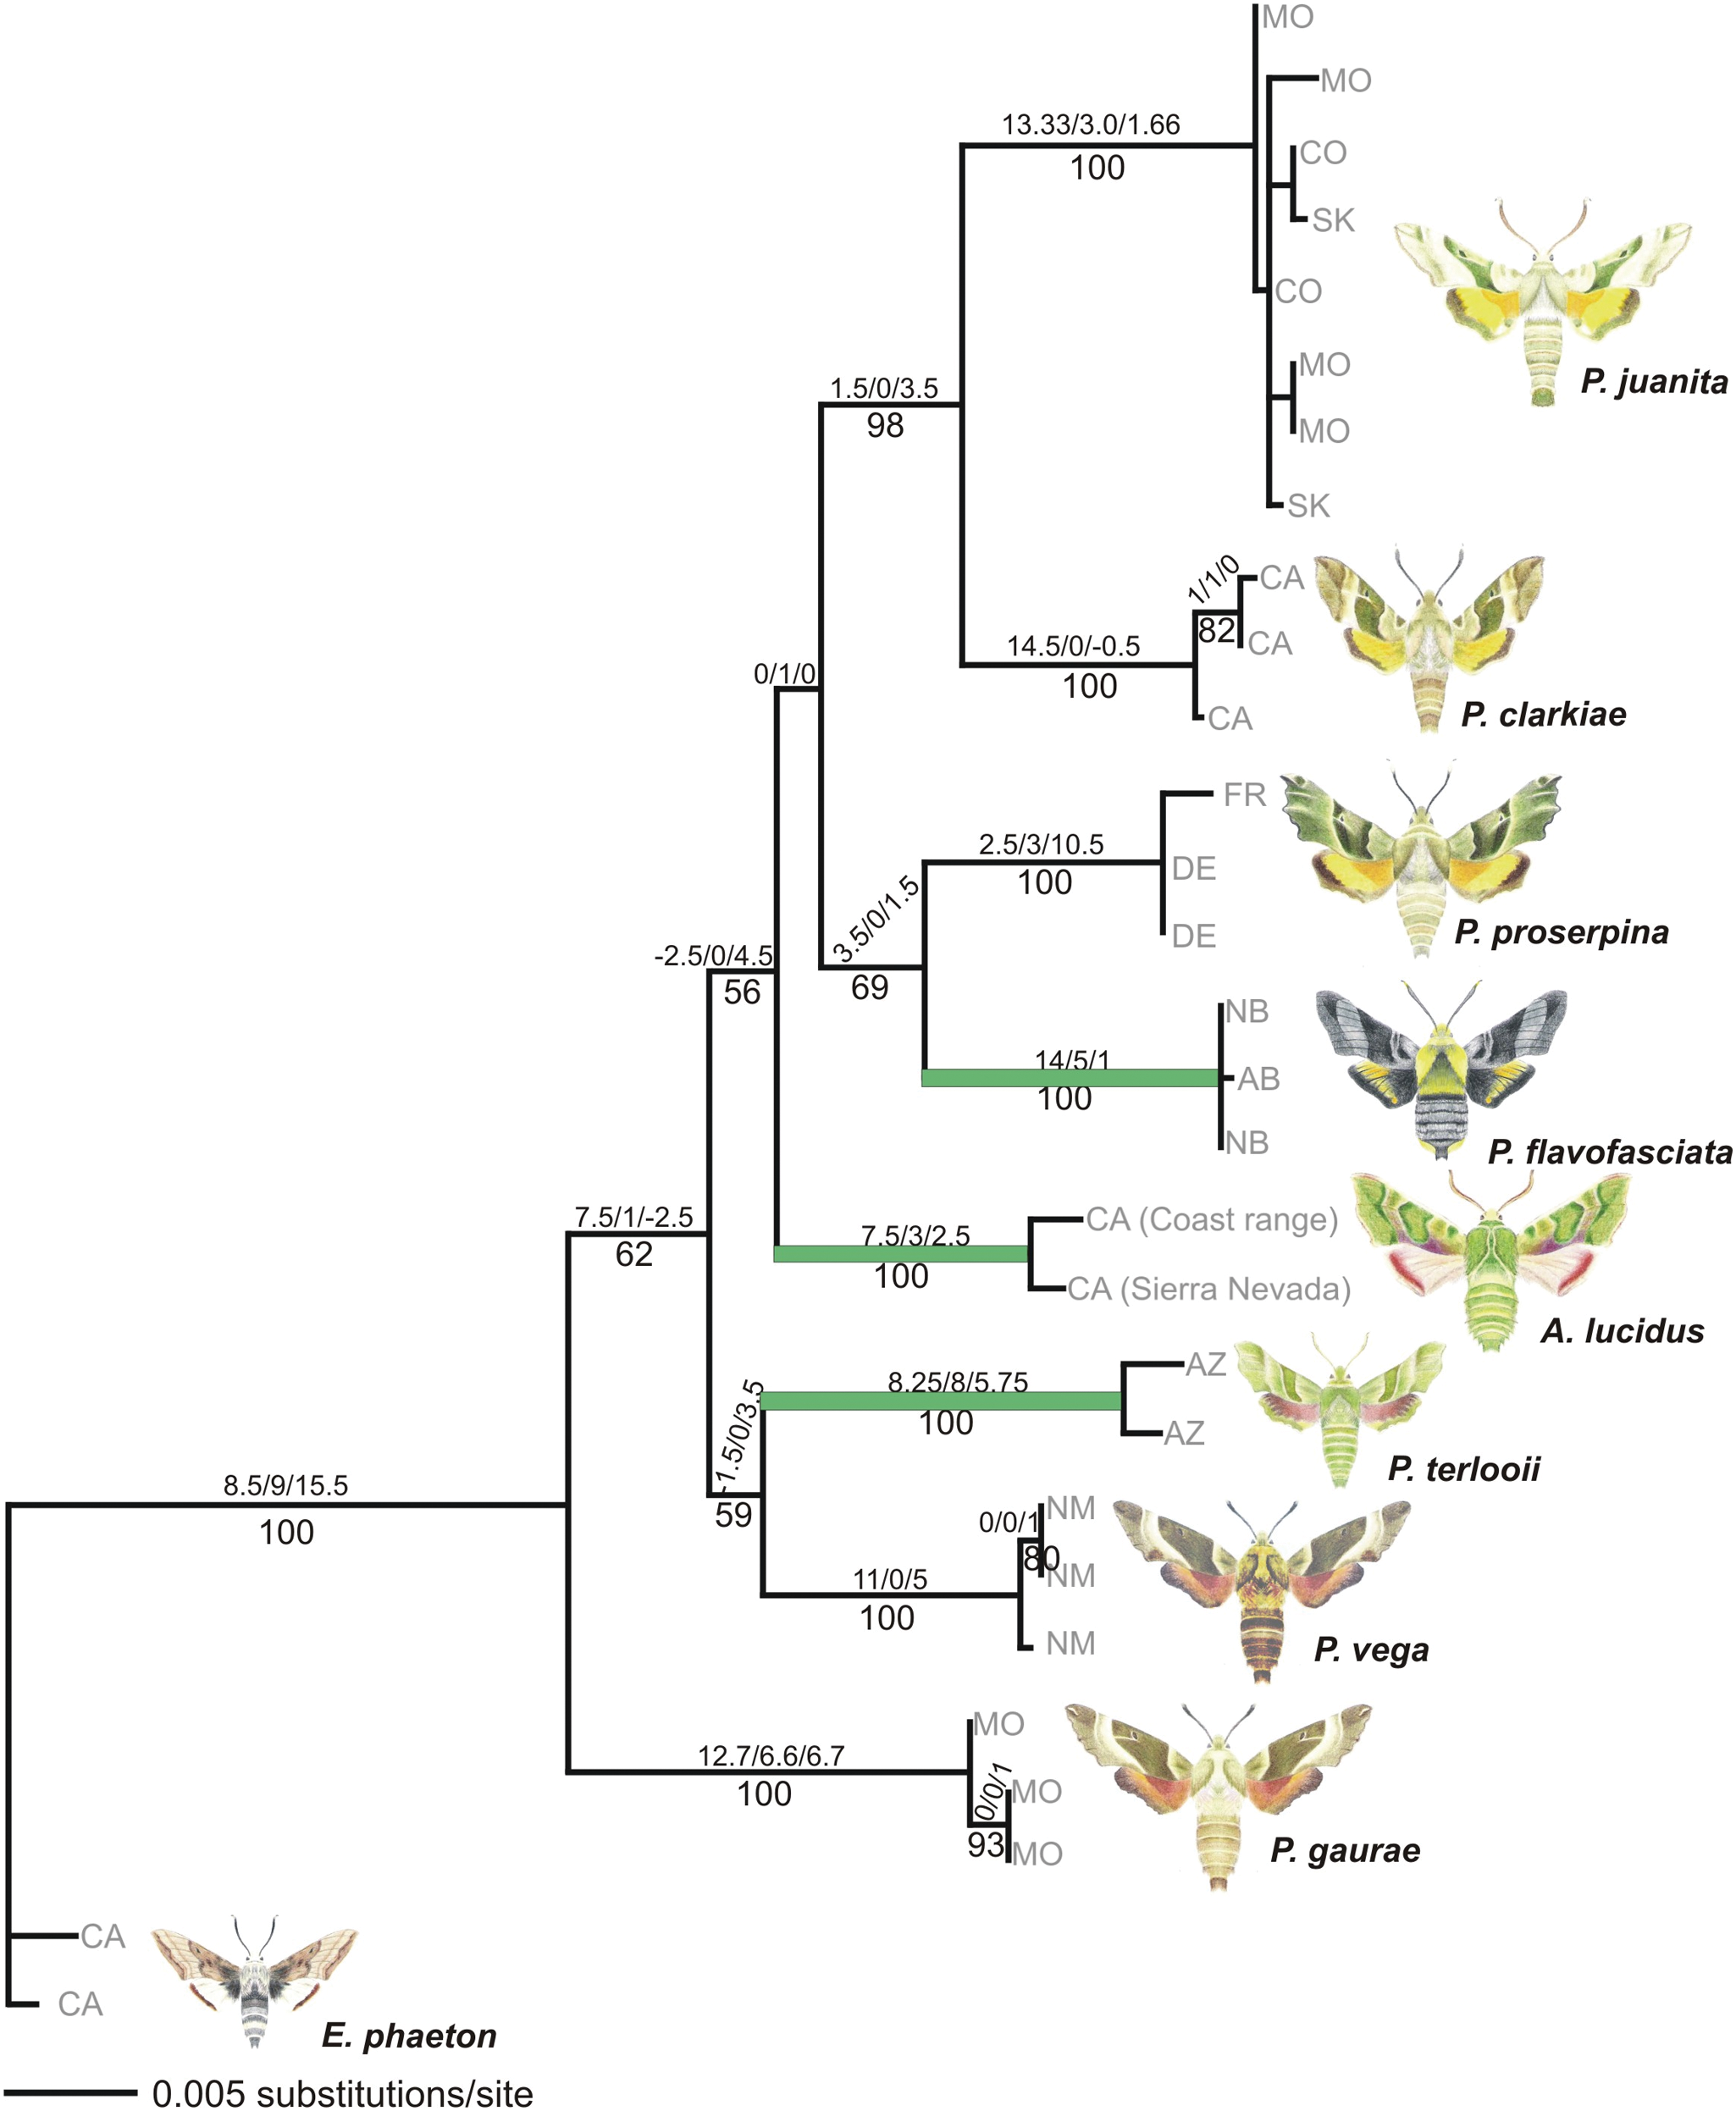 MO
MO
13.33/3.0/1.66
100
CO
SK
CO
MO
P. juanita
1.5/0/3.5
98
MO
SK
1/1/0
CA
82
CA
14.5/0/-0.5
100
0/1/0
CA
P. clarkiae
FR
2.5/3/10.5
100
DE
3.5/0/1.5
DE
P. proserpina
-2.5/0/4.5
56
69
NB
14/5/1
100
AB
NB
P. flavofasciata
7.5/1/-2.5
62
CA (Coast range)
7.5/3/2.5
100
CA (Sierra Nevada)
A. lucidus
AZ
8.25/8/5.75
100
-1.5/0/3.5
AZ
P. terlooii
8.5/9/15.5
100
59
NM
0/0/1
80
NM
11/0/5
100
NM
P. vega
MO
12.7/6.6/6.7
100
0/0/1
MO
93
MO
P. gaurae
CA
CA
E. phaeton
0.005 substitutions/site